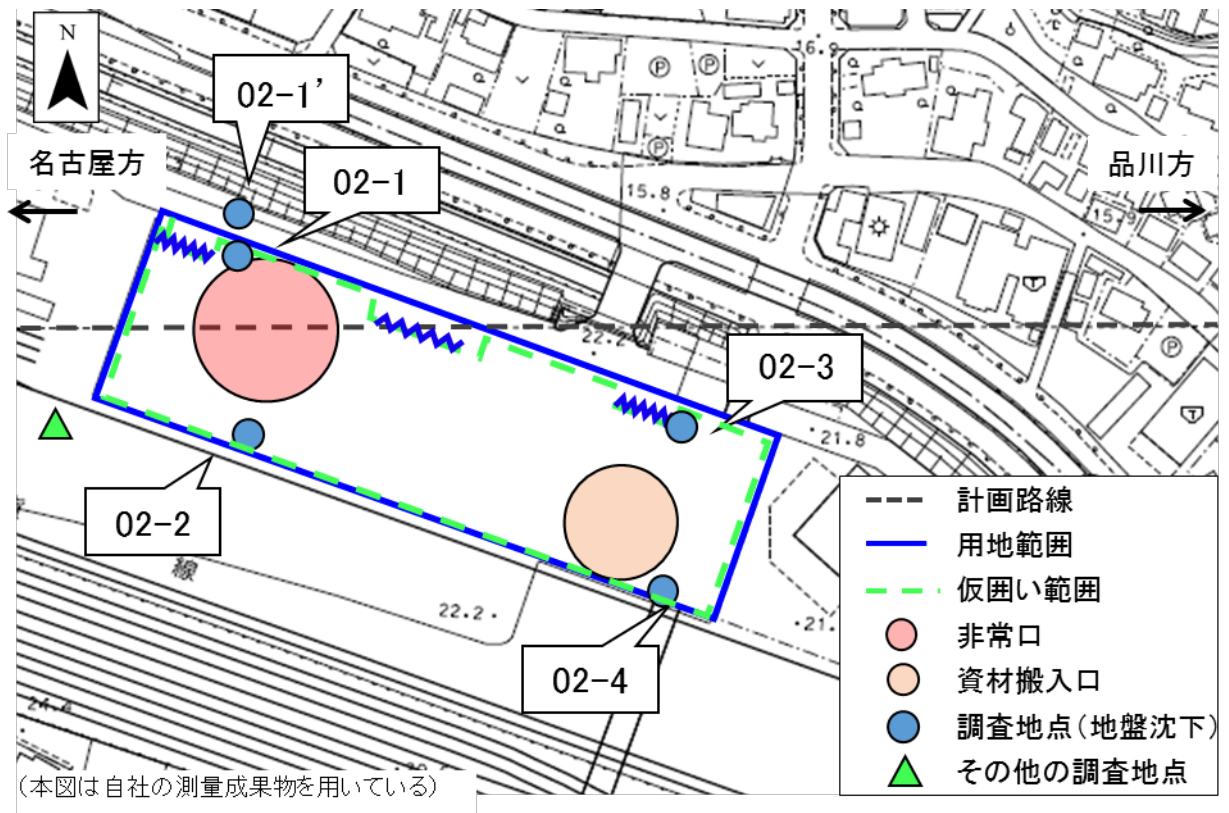 N
16.9
02-1’
P
P
P
名古屋方
02-1
品川方
15.8
15.9
T
P
22.2
02-3
T
21.8
02-2
計画路線
用地範囲
線
22.2
仮囲い範囲
21.
非常口
02-4
資材搬入口
24.4
調査地点(地盤沈下)
その他の調査地点
(本図は自社の測量成果物を用いている)